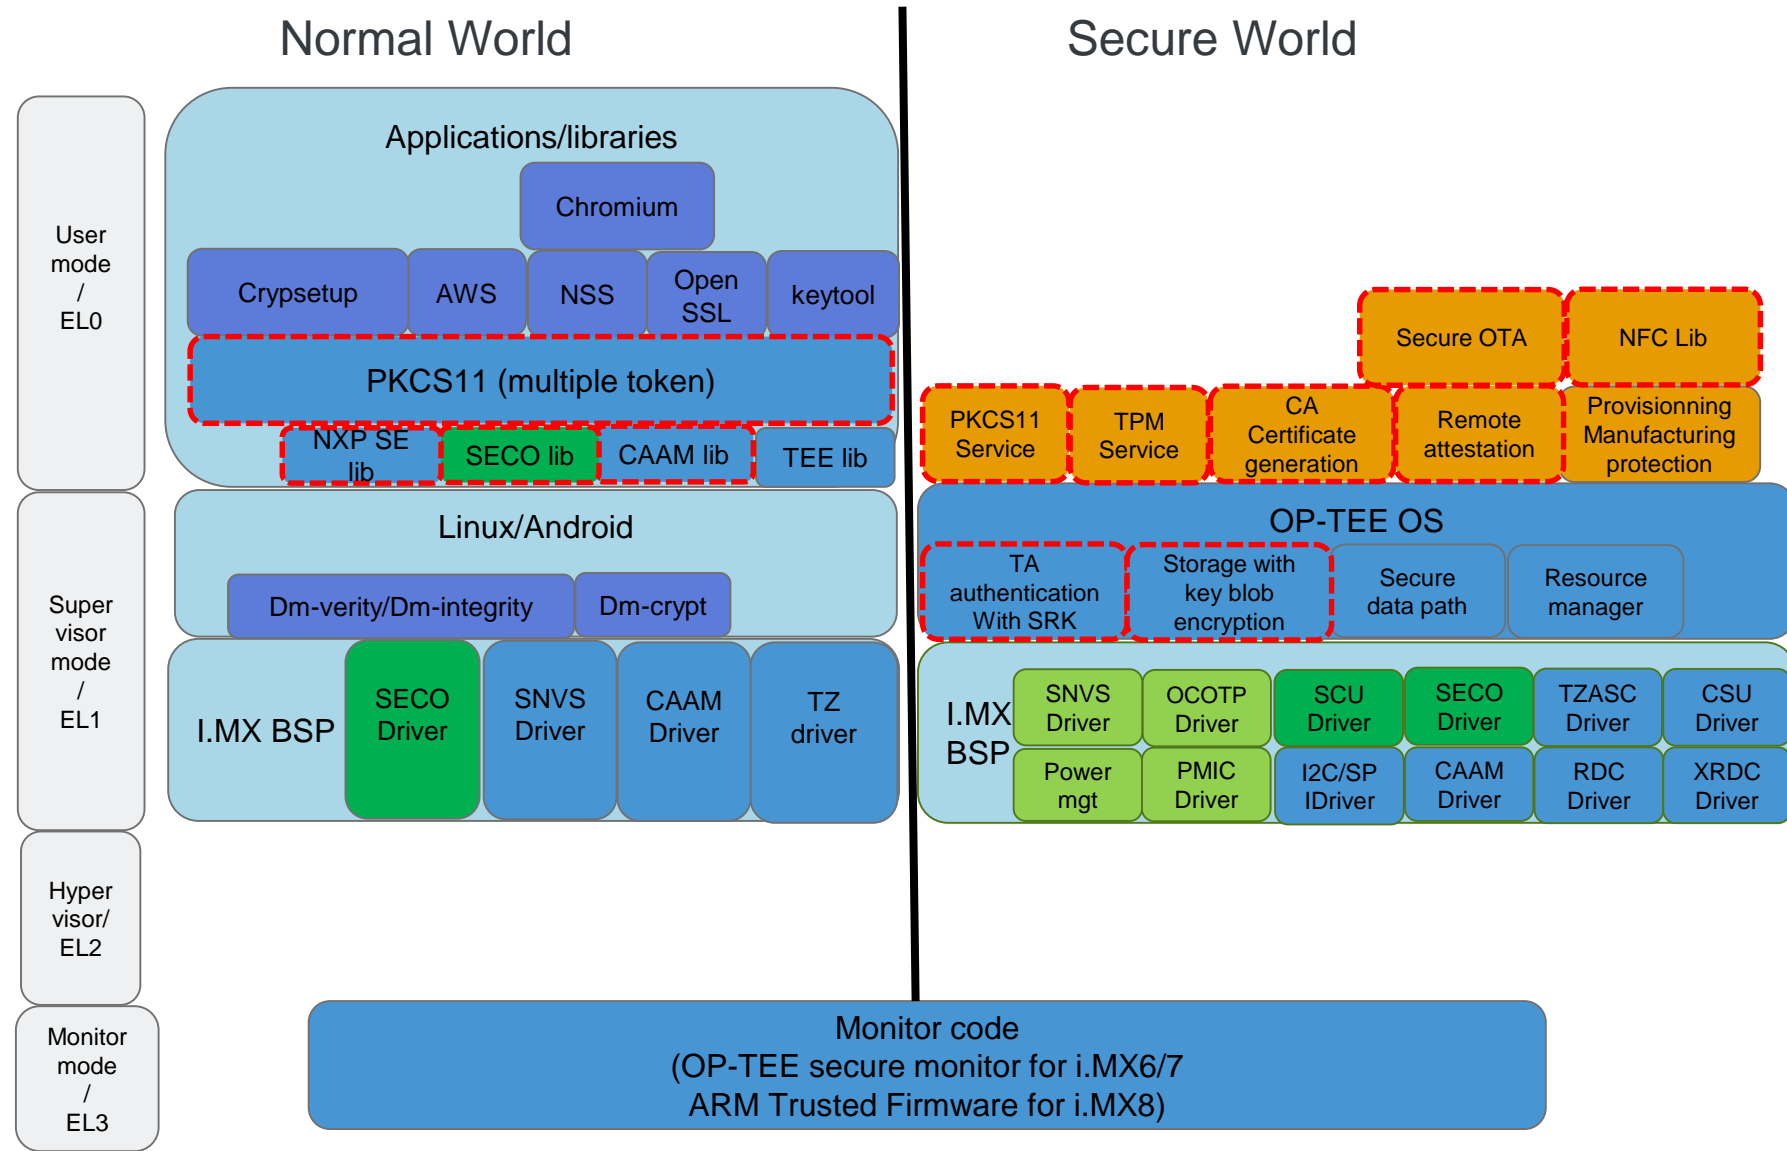 Normal World
Secure World
User
mode
/
EL0
Applications/libraries
Chromium
Crypsetup
AWS
NSS
Open
SSL
keytool
PKCS11 (multiple token)
NXP SE
lib
SECO lib
CAAM lib
TEE lib
Secure OTA
NFC Lib
PKCS11
Service
TPM
Service
CA
Certificate
generation
Remote
attestation
Provisionning
Manufacturing
protection
Super
visor
mode
/
EL1
Linux/Android
Dm-verity/Dm-integrity
Dm-crypt
I.MX BSP
SECO
Driver
SNVS
Driver
CAAM
Driver
TZ
driver
OP-TEE OS
TA
authentication
With SRK
Storage with
key blob
encryption
Secure
data path
Resource
manager
I.MX
BSP
SNVS
Driver
OCOTP
Driver
SCU
Driver
SECO
Driver
TZASC
Driver
CSU
Driver
Power
mgt
PMIC
Driver
I2C/SP
IDriver
CAAM
Driver
RDC
Driver
XRDC
Driver
Hyper
visor/
EL2
Monitor
mode
/
EL3
Monitor code
(OP-TEE secure monitor for i.MX6/7
ARM Trusted Firmware for i.MX8)